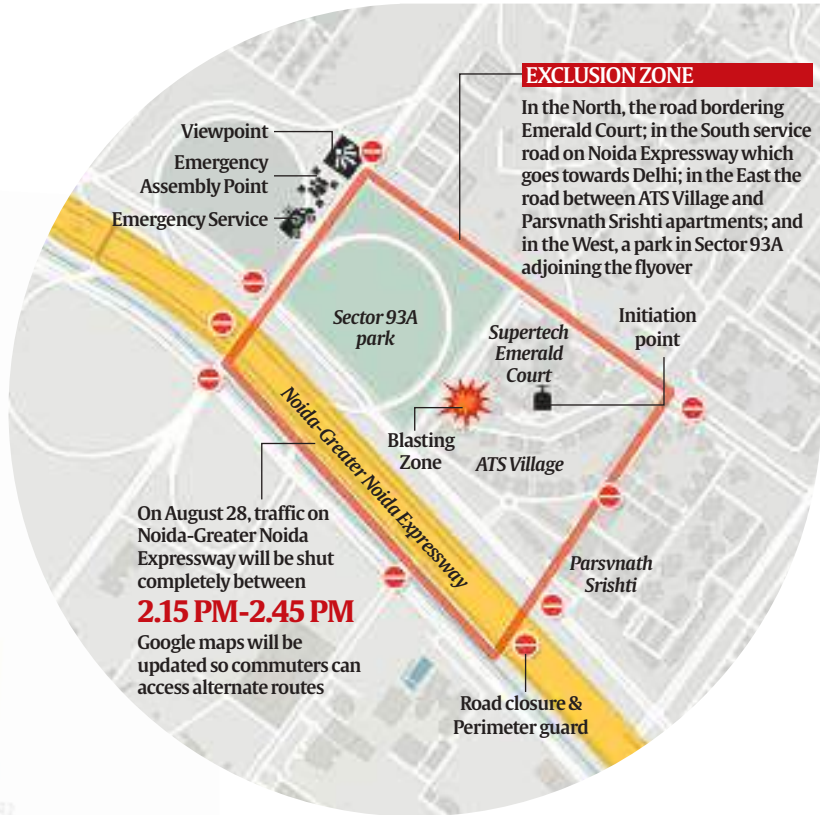 EXCLUSION ZONE
In the North, the road bordering
Emerald Court; in the South service
road on Noida Expressway which
goes towards Delhi; in the East the
road between ATS Village and
Parsvnath Srishti apartments; and
in the West, a park in Sector 93A
adjoining the flyover
Viewpoint
Emergency
Assembly Point
Emergency Service
Sector 93A
park
Supertech
Emerald
Court
Initiation
point
Blasting
Zone
ATS Village
Noida-Greater Noida Expressway
Parsvnath
Srishti
On August 28, traffic on
Noida-Greater Noida
Expressway will be shut
completely between
2.15 PM-2.45 PM
Google maps will be
updated so commuters can
access alternate routes
Road closure &
Perimeter guard